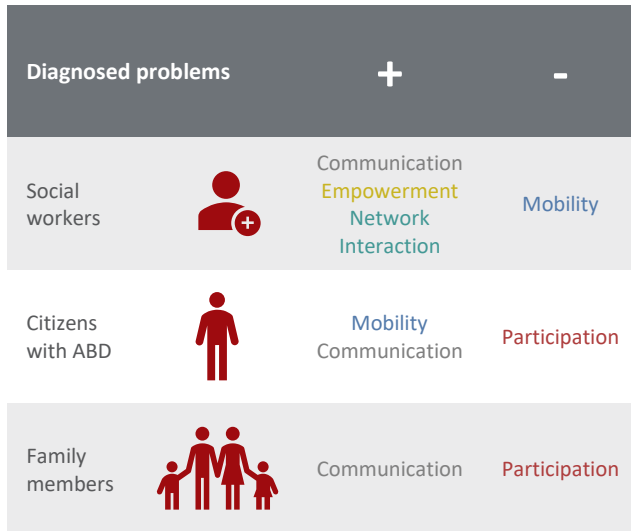 Diagnosed problems + -
Social
workers
Communication
Empowerment
Network
Interaction
Mobility
Citizens
with ABD
Mobility
Communication
Participation
Family
members
Communication
Participation